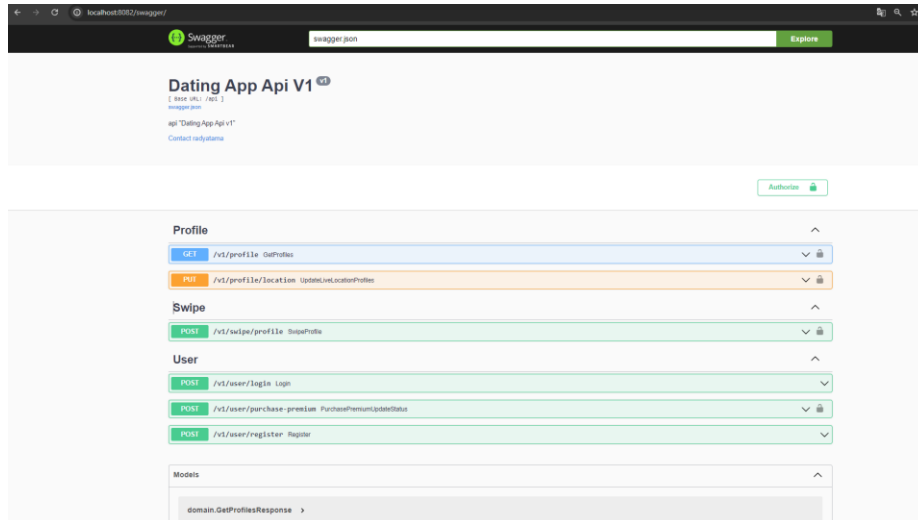 localhost:8082/swagger/
Swagger
Supported by SMARTBEAR
swagger.json
Explore
Dating App Api V1 v1
[ Base URL: /api ]
swagger.json
api "Dating App Api v1"
Contact radyatama
Authorize
Profile
GET /v1/profile GetProfiles
PUT /v1/profile/location UpdateLiveLocationProfiles
Swipe
POST /v1/swipe/profile SwipeProfile
User
POST /v1/user/login Login
POST /v1/user/purchase-premium PurchasePremiumUpdateStatus
POST /v1/user/register Register
Models
domain.GetProfilesResponse